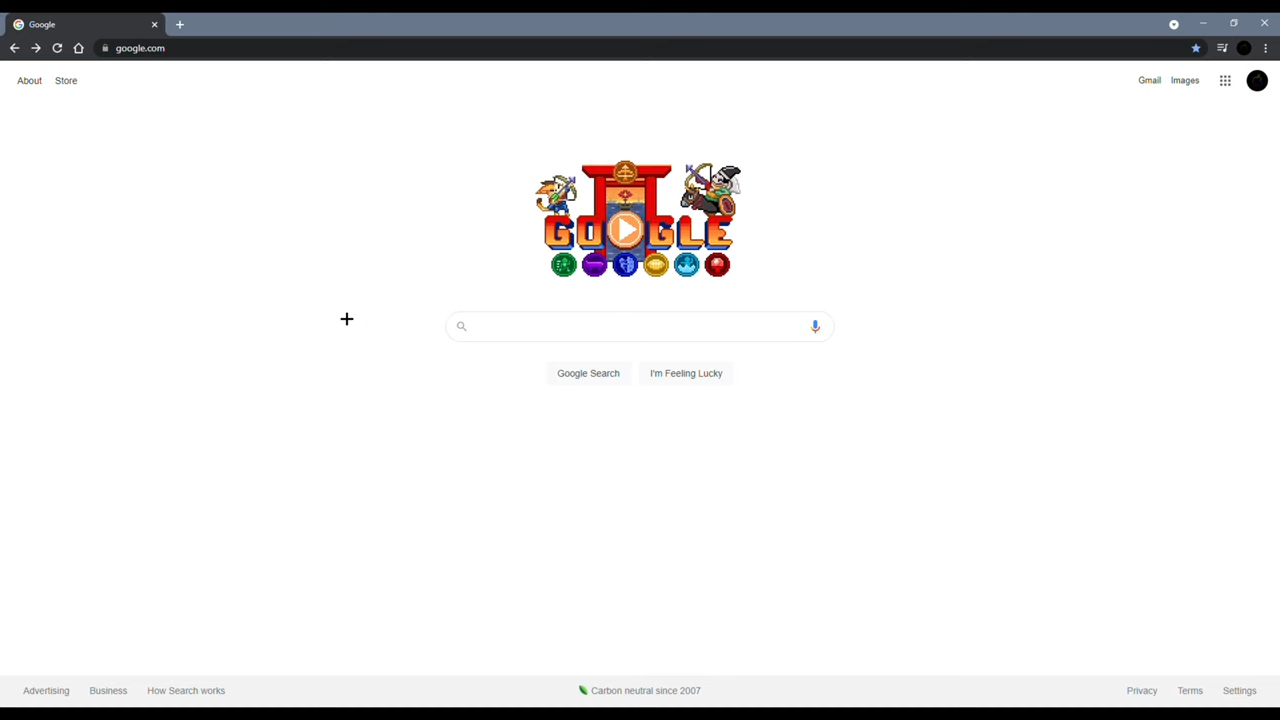 Google
google.com
About Store
Gmail Images
GOOGLE
Google Search I'm Feeling Lucky
Advertising Business How Search works
Carbon neutral since 2007
Privacy Terms Settings